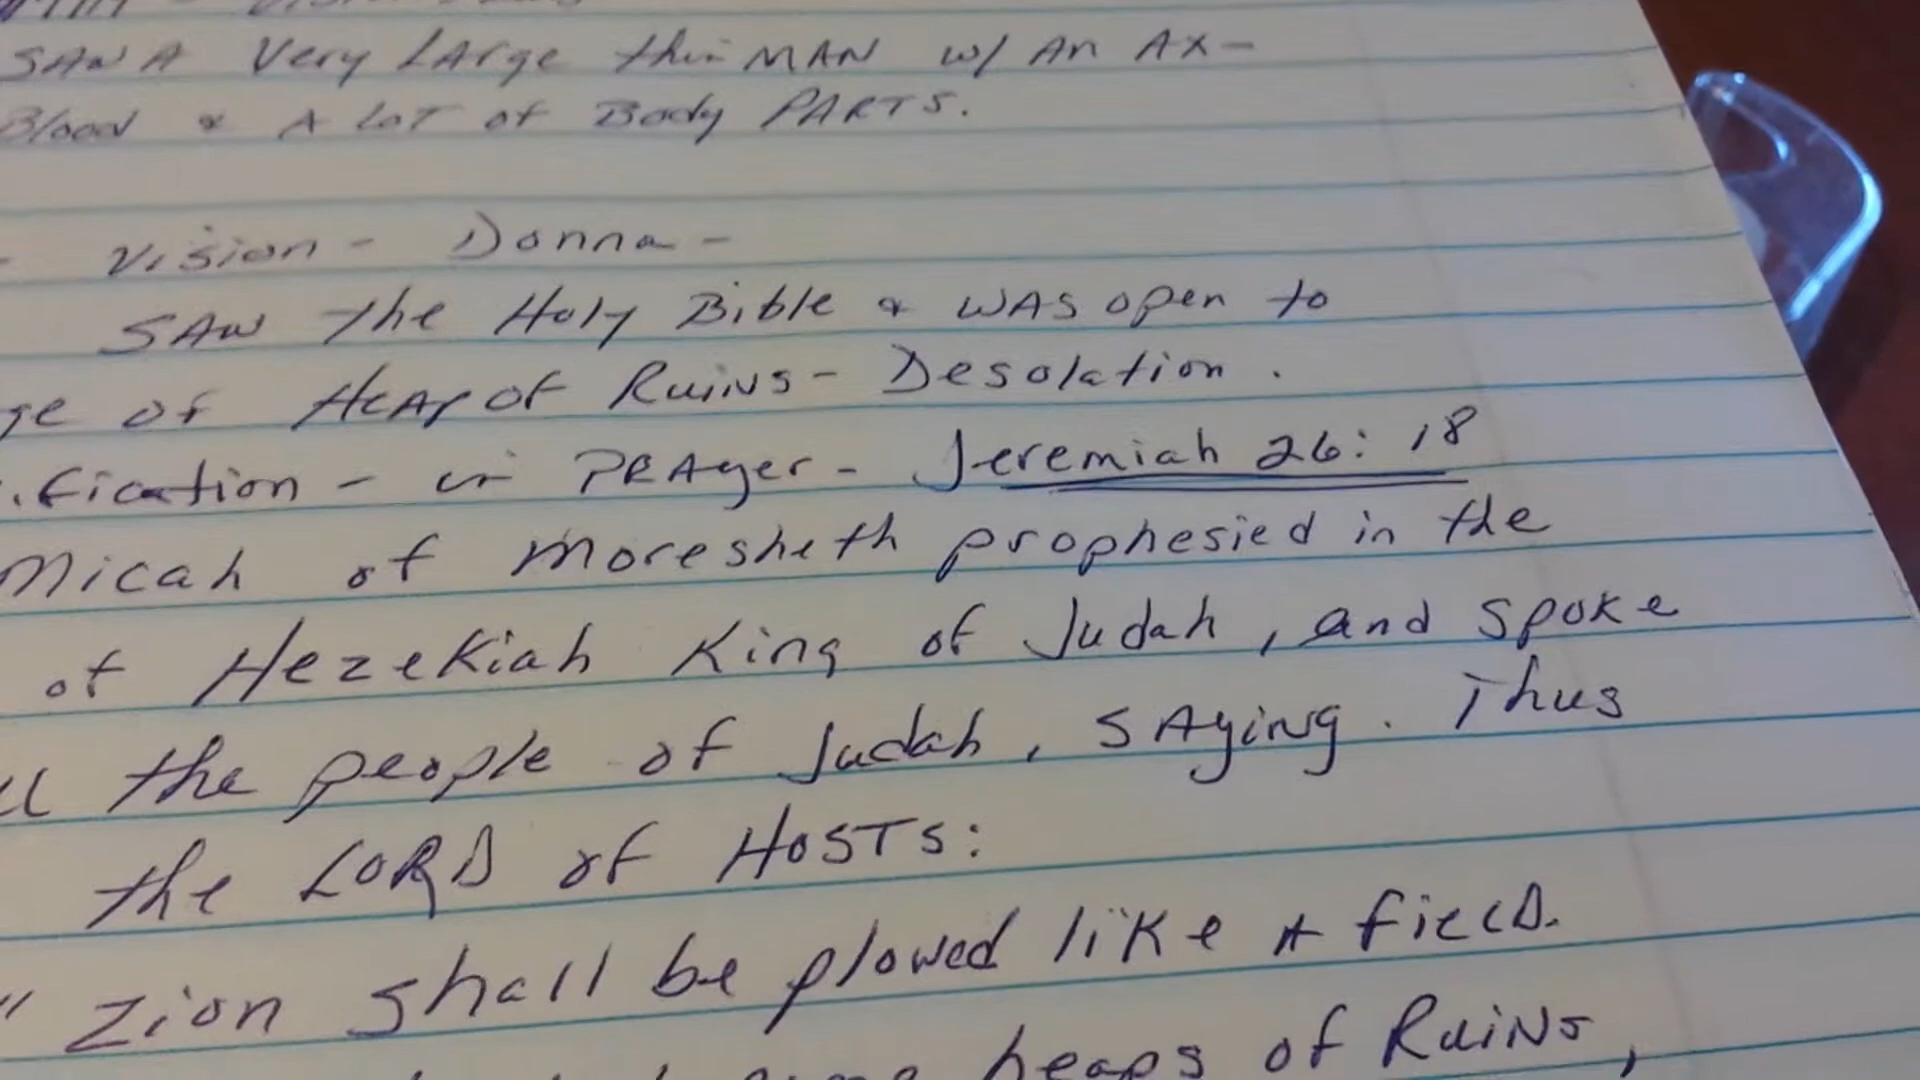 SAW A Very LARge thin MAN w/ An AX-
Blood & A LoT of Body PARTS.
- Vision - Donna -
SAW the Holy Bible & WAS open to
ge of HeAp of RuiNs - Desolation.
fication - in PRAyer - Jeremiah 26:18
Micah of Moresheth prophesied in the
of HezeKiah King of Judah, and spoke
ll the people of Judah, SAying. Thus
the LORD of HoSTS:
" Zion shall be plowed like A fieLD.
heaps of RuiNs,